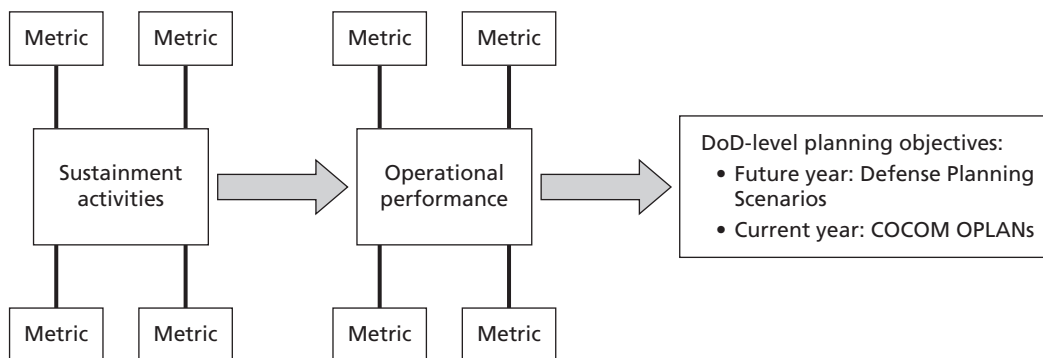 Metric
Metric
Metric
Metric
Sustainment
activities
Operational
performance
DoD-level planning objectives:
• Future year: Defense Planning
Scenarios
• Current year: COCOM OPLANs
Metric
Metric
Metric
Metric